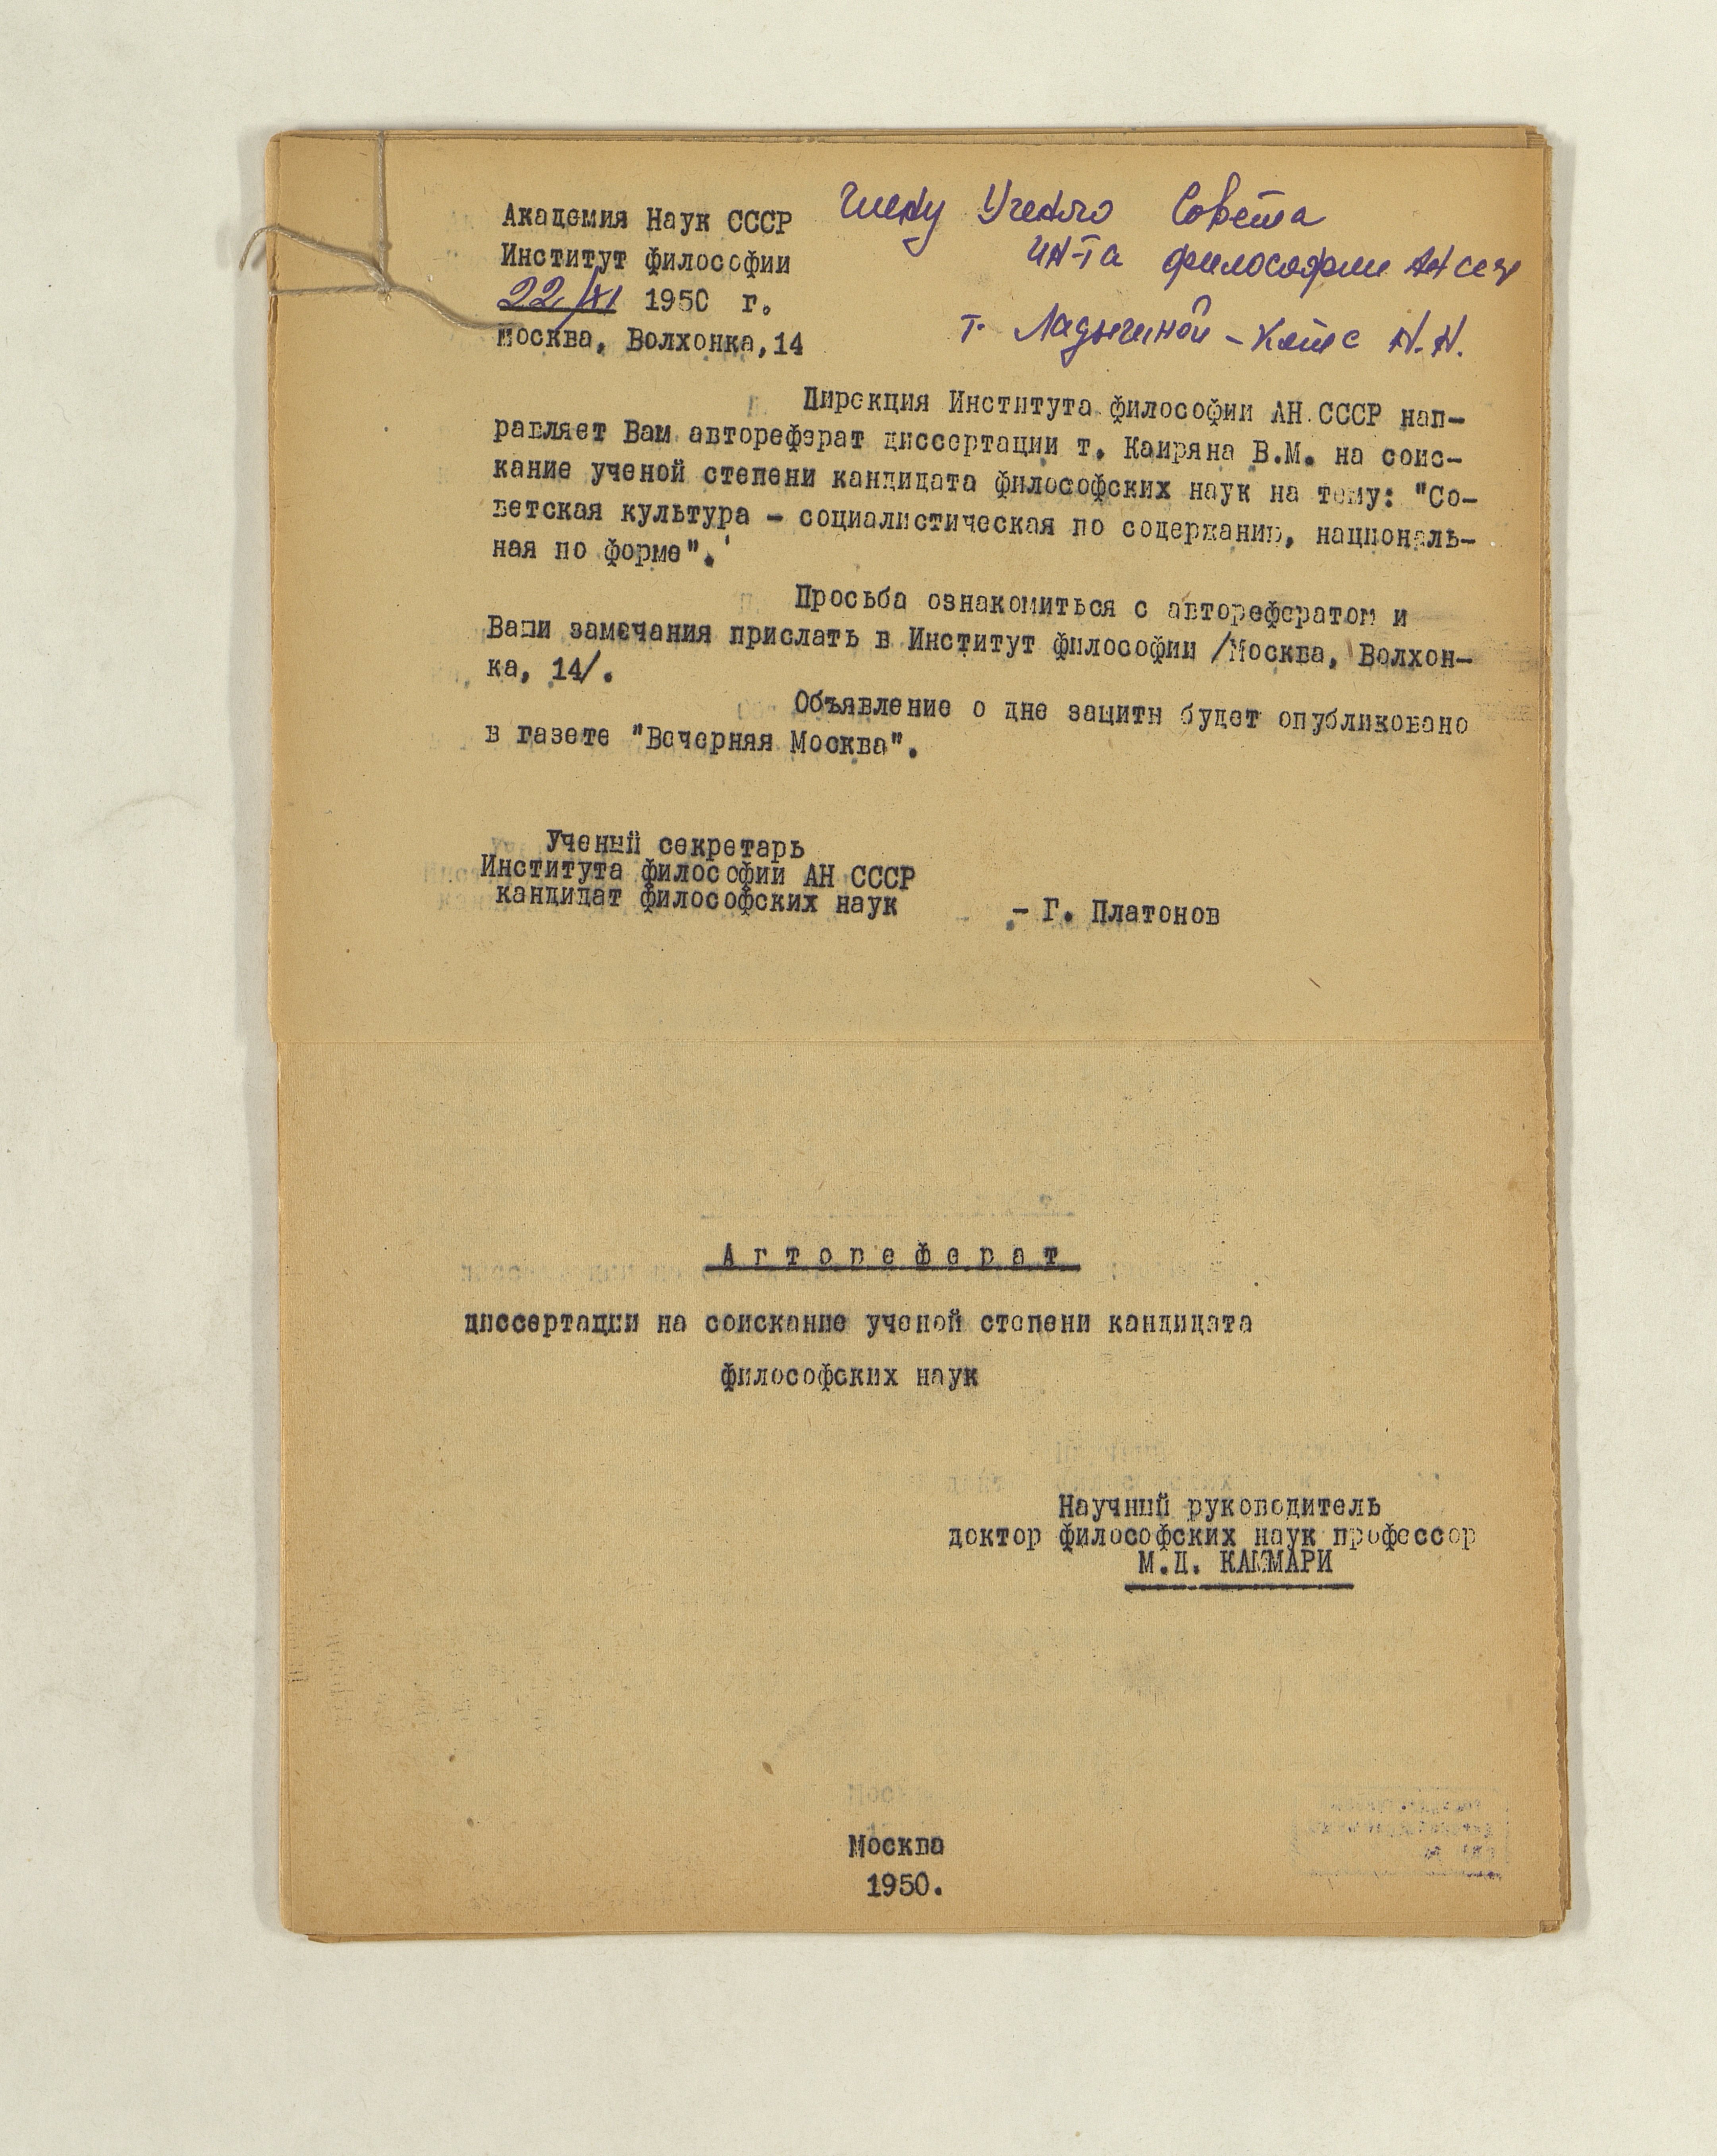 Академия Наук СССР
Институт философии
22/XI 1950 г.
Москва, Волхонка,14
Члену Ученого Совета
ин-та философии АН СССР
т. Ладыгиной-Котс Н.Н.
Дирекция Института философии АН СССР нап-
равляет Вам автореферат диссертации т. Каиряна В.М. на соис-
кание ученой степени кандидата философских наук на тему: "Со-
ветская культура - социалистическая по содержанию, националь-
ная по форме".
Просьба ознакомиться с авторефератом и
Ваши замечания прислать в Институт философии /Москва, Волхон-
ка, 14/.
Объявление о дне защиты будет опубликовано
в газете "Вечерняя Москва".
Ученый секретарь
Института философии АН СССР
кандидат философских наук - Г. Платонов
Автореферат
диссертации на соискание ученой степени кандидата
философских наук
Научный руководитель
доктор философских наук профессор
М.Д. КАММАРИ
Москва
1950.